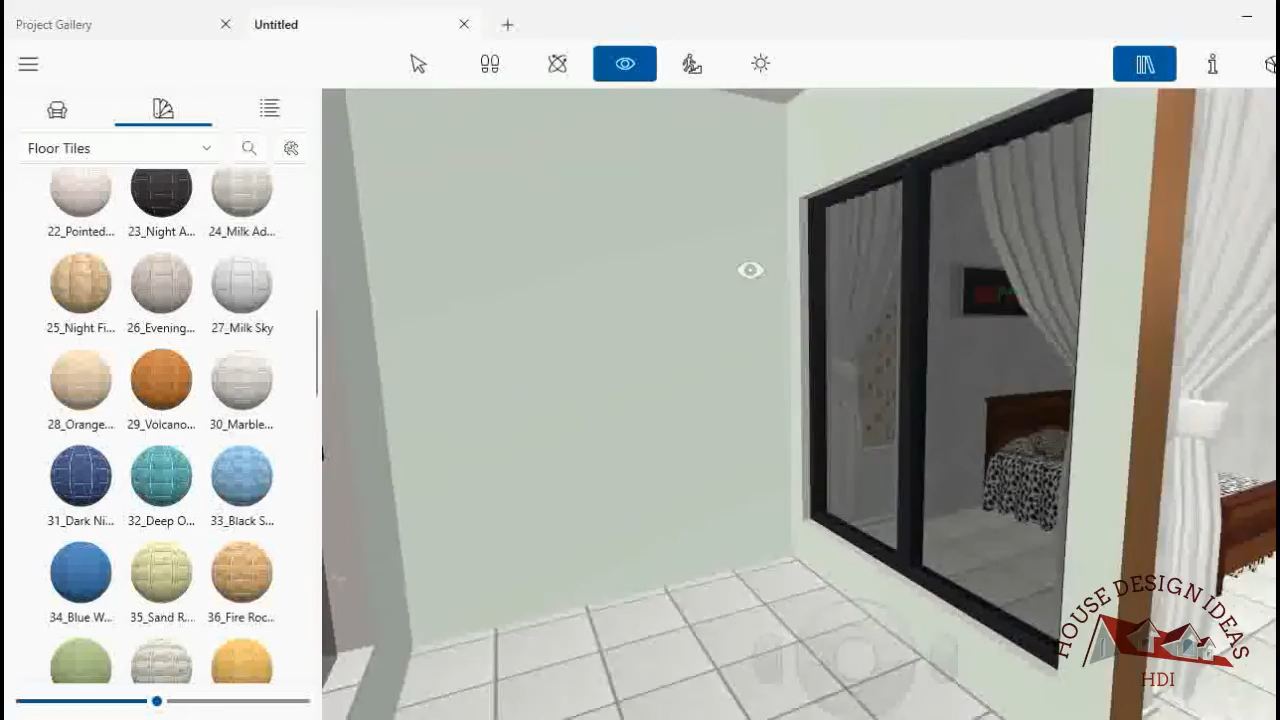 Project Gallery
Untitled
Floor Tiles
22_Pointed...
23_Night A...
24_Milk Ad...
25_Night Fi...
26_Evening...
27_Milk Sky
28_Orange...
29_Volcano...
30_Marble...
31_Dark Ni...
32_Deep O...
33_Black S...
34_Blue W...
35_Sand R...
36_Fire Roc...
HOUSE DESIGN IDEAS
HDI